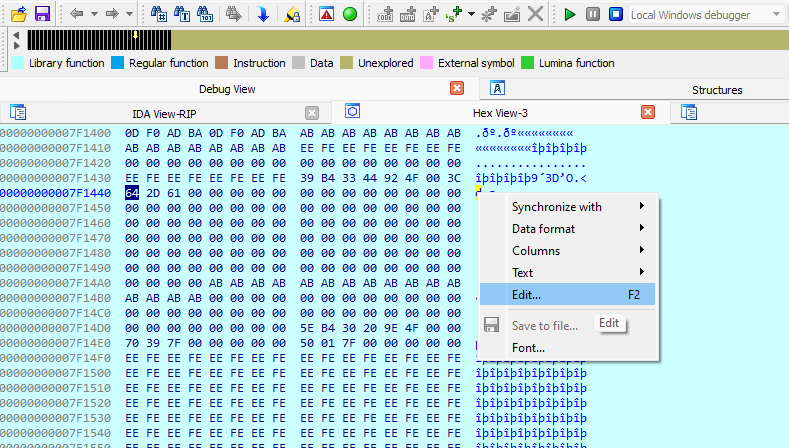 Local Windows debugger
Library function Regular function Instruction Data Unexplored External symbol Lumina function
Debug View Structures
IDA View-RIP Hex View-3
00000000007F1400 0D F0 AD BA 0D F0 AD BA AB AB AB AB AB AB AB AB .ðº.ðº«««««««««
00000000007F1410 AB AB AB AB AB AB AB AB EE FE EE FE EE FE EE FE «««««««««îþîþîþîþ
00000000007F1420 00 00 00 00 00 00 00 00 00 00 00 00 00 00 00 00 ................
00000000007F1430 EE FE EE FE EE FE EE FE 39 B4 33 44 92 4F 00 3C îþîþîþîþ9´3D’O.<
00000000007F1440 64 2D 61 00 00 00 00 00 00 00 00 00 00 00 00 00
00 00 00 00 00 00 00 00 00 00 00 00 00 00 00 00
00000000007F1460 00 00 00 00 00 00 00 00 00 00 00 00 00 00 00 00
00000000007F1470 00 00 00 00 00 00 00 00 00 00 00 00 00 00 00 00
00000000007F1480 00 00 00 00 00 00 00 00 00 00 00 00 00 00 00 00
00000000007F1490 00 00 00 00 00 00 00 00 00 00 00 00 00 00 00 00
00000000007F14A0 00 00 00 00 00 00 AB AB AB AB AB AB AB AB AB AB
00000000007F14B0 AB AB AB AB AB AB 00 00 00 00 00 00 00 00 00 00
00000000007F14C0 00 00 00 00 00 00 00 00 00 00 00 00 00 00 00 00
00000000007F14D0 00 00 00 00 00 00 00 00 5E B4 30 20 9E 4F 00 00
00000000007F14E0 70 39 7F 00 00 00 00 00 50 01 7F 00 00 00 00 00
EE FE EE FE EE FE EE FE EE FE EE FE EE FE EE FE
00000000007F1500 EE FE EE FE EE FE EE FE EE FE EE FE EE FE EE FE îþîþîþîþîþîþîþîþ
00000000007F1510 EE FE EE FE EE FE EE FE EE FE EE FE EE FE EE FE îþîþîþîþîþîþîþîþ
00000000007F1520 EE FE EE FE EE FE EE FE EE FE EE FE EE FE EE FE îþîþîþîþîþîþîþîþ
00000000007F1530 EE FE EE FE EE FE EE FE EE FE EE FE EE FE EE FE îþîþîþîþîþîþîþîþ
00000000007F1540 EE FE EE FE EE FE EE FE EE FE EE FE EE FE EE FE îþîþîþîþîþîþîþîþ
Synchronize with
Data format
Columns
Text
Edit... F2
Save to file... Edit
Font...